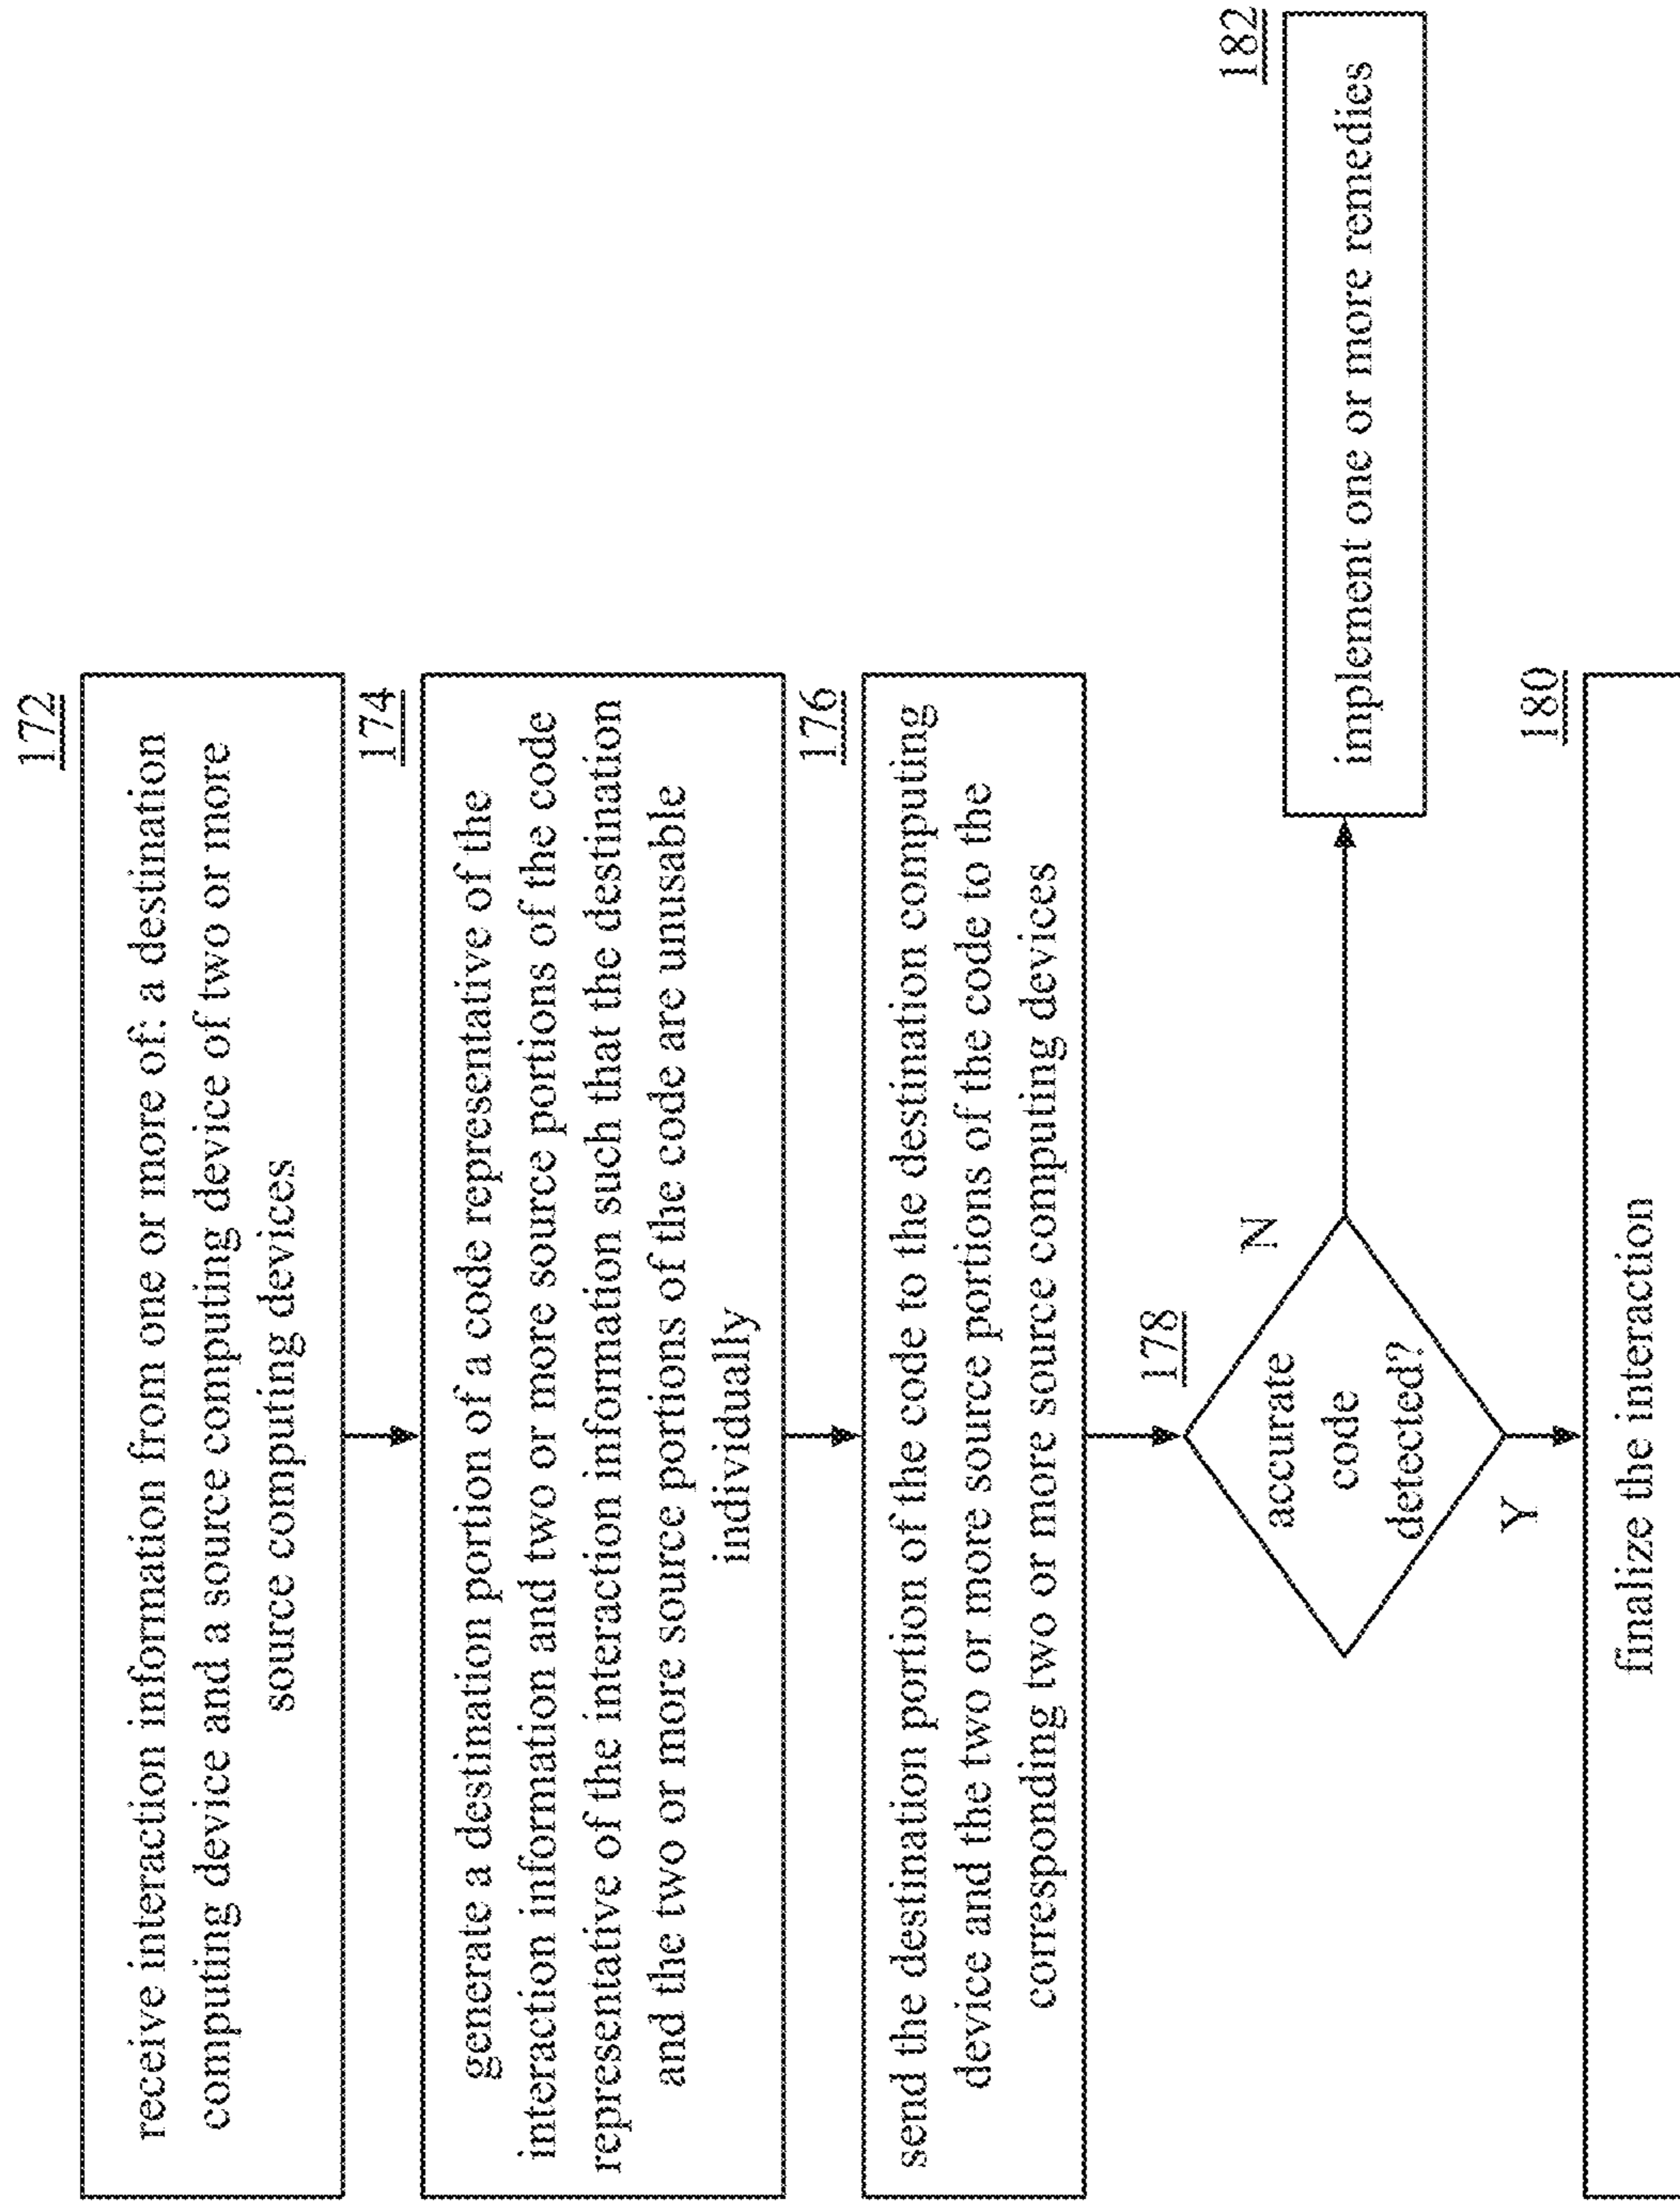 172
receive interaction information from one or more of: a destination
computing device and a source computing device of two or more
source computing devices
174
generate a destination portion of a code representative of the
interaction information and two or more source portions of the code
representative of the interaction information such that the destination
and the two or more source portions of the code are unusable
individually
176
send the destination portion of the code to the destination computing
device and the two or more source portions of the code to the
corresponding two or more source computing devices
178
accurate
code
detected?
N
Y
182
implement one or more remedies
180
finalize the interaction